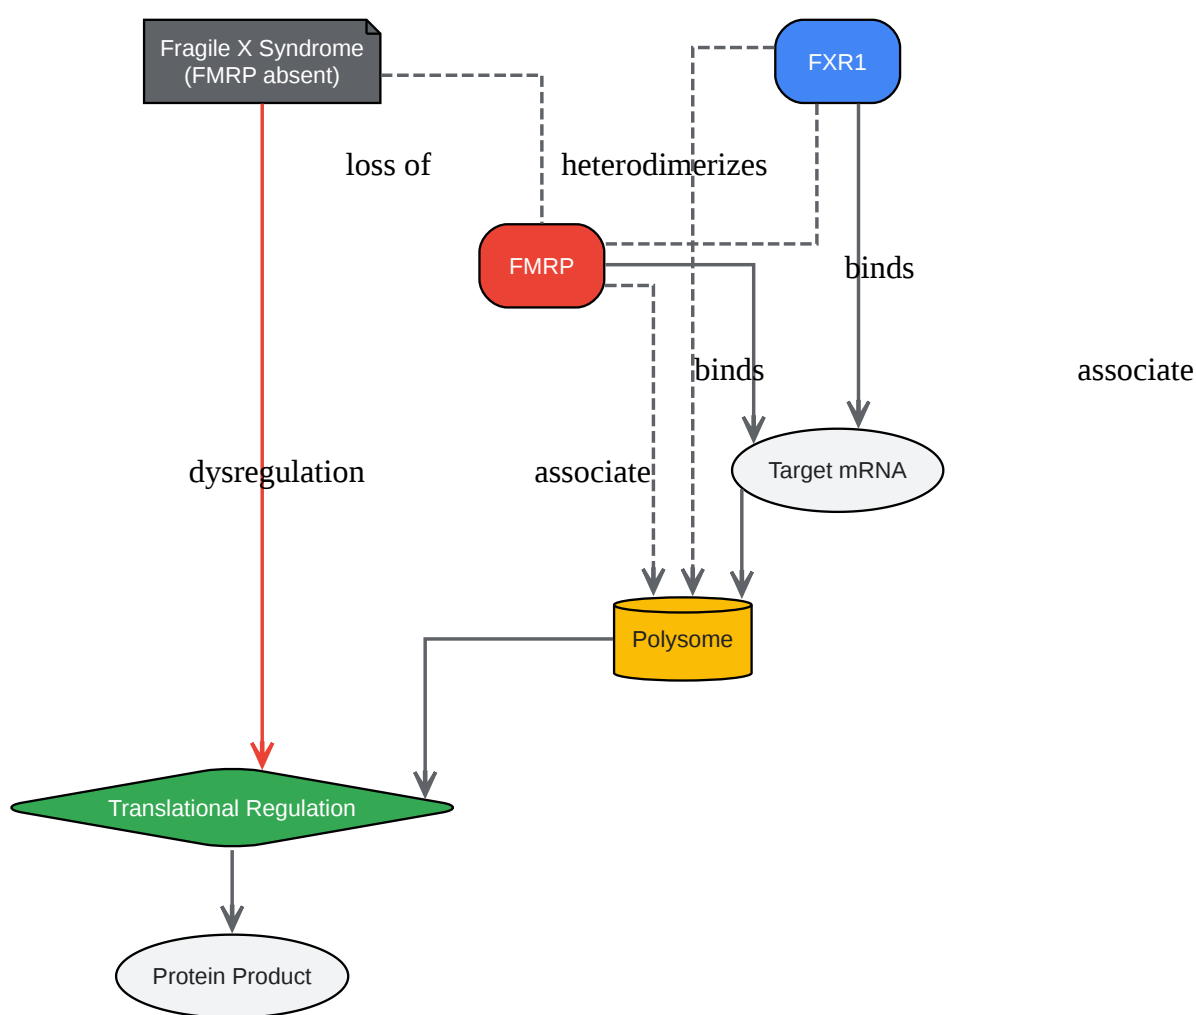 Fragile X Syndrome
(FMRP absent)
FXR1
loss of
heterodimerizes
FMRP
binds
binds
associate
dysregulation
associate
Target mRNA
Polysome
Translational Regulation
Protein Product